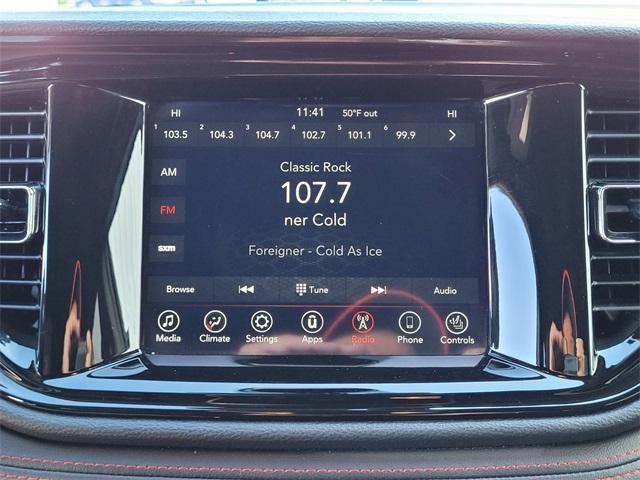 HI 11:41 50°F out HI
1 103.5 2 104.3 3 104.7 4 102.7 5 101.1 6 99.9
AM
FM
sxm
Classic Rock
107.7
ner Cold
Foreigner - Cold As Ice
Browse Tune Audio
Media Climate Settings Apps Radio Phone Controls